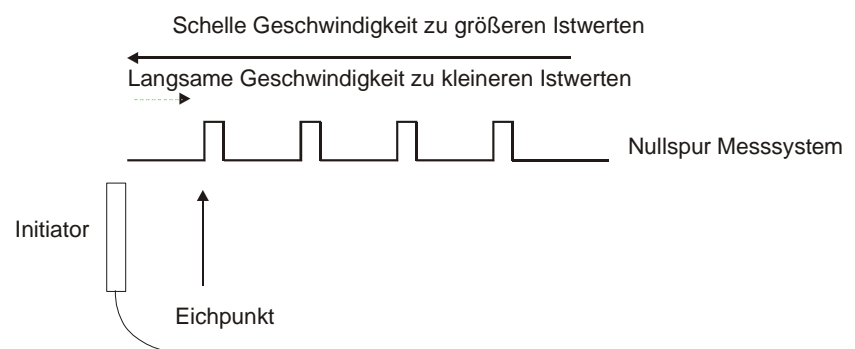 Schelle Geschwindigkeit zu größeren Istwerten
Langsame Geschwindigkeit zu kleineren Istwerten
Nullspur Messsystem
Initiator
Eichpunkt